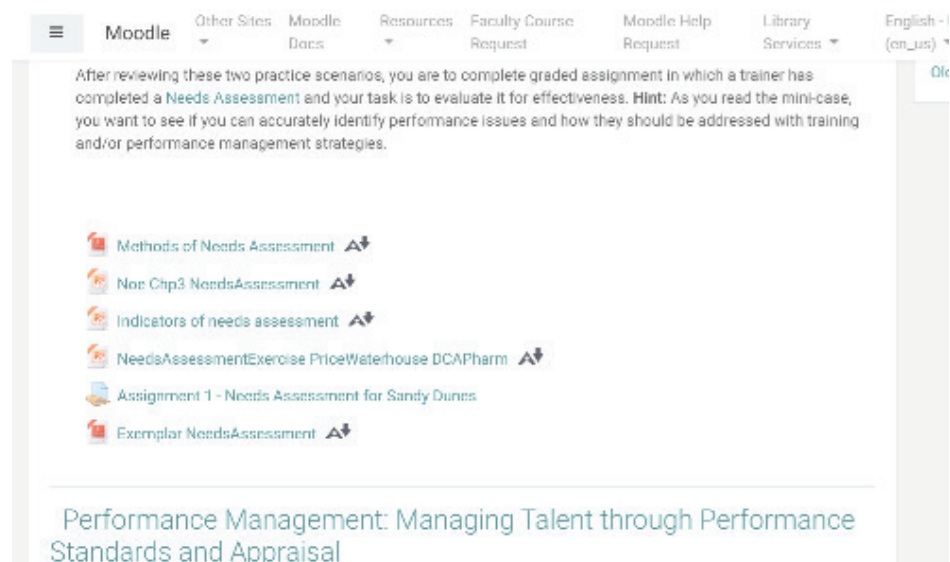 Moodle
Other Sites
Moodle Docs
Resources
Faculty Course Request
Moodle Help Request
Library Services
English -
(en_us)
After reviewing these two practice scenarios, you are to complete graded assignment in which a trainer has
completed a Needs Assessment and your task is to evaluate it for effectiveness. Hint: As you read the mini-case,
you want to see if you can accurately identify performance issues and how they should be addressed with training
and/or performance management strategies.
Methods of Needs Assessment
Noe Chp3 NeedsAssessment
Indicators of needs assessment
NeedsAssessmentExercise PriceWaterhouse DCAPharm
Assignment 1 - Needs Assessment for Sandy Dunes
Exemplar NeedsAssessment
Performance Management: Managing Talent through Performance
Standards and Appraisal